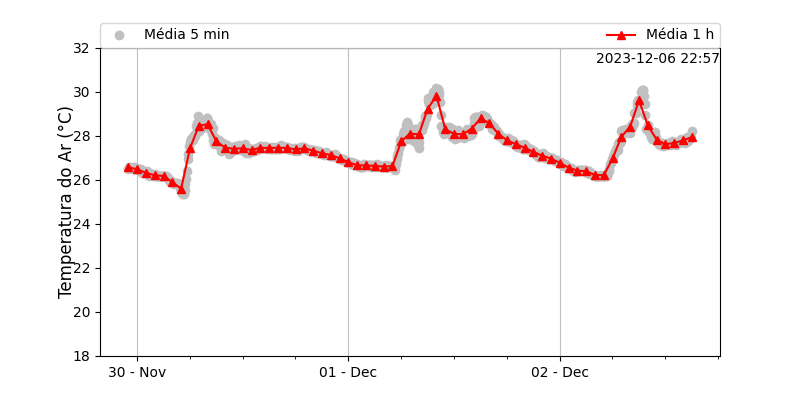 Média 5 min
Média 1 h
2023-12-06 22:57
Temperatura do Ar (°C)
32
30
28
26
24
22
20
18
30 - Nov
01 - Dec
02 - Dec